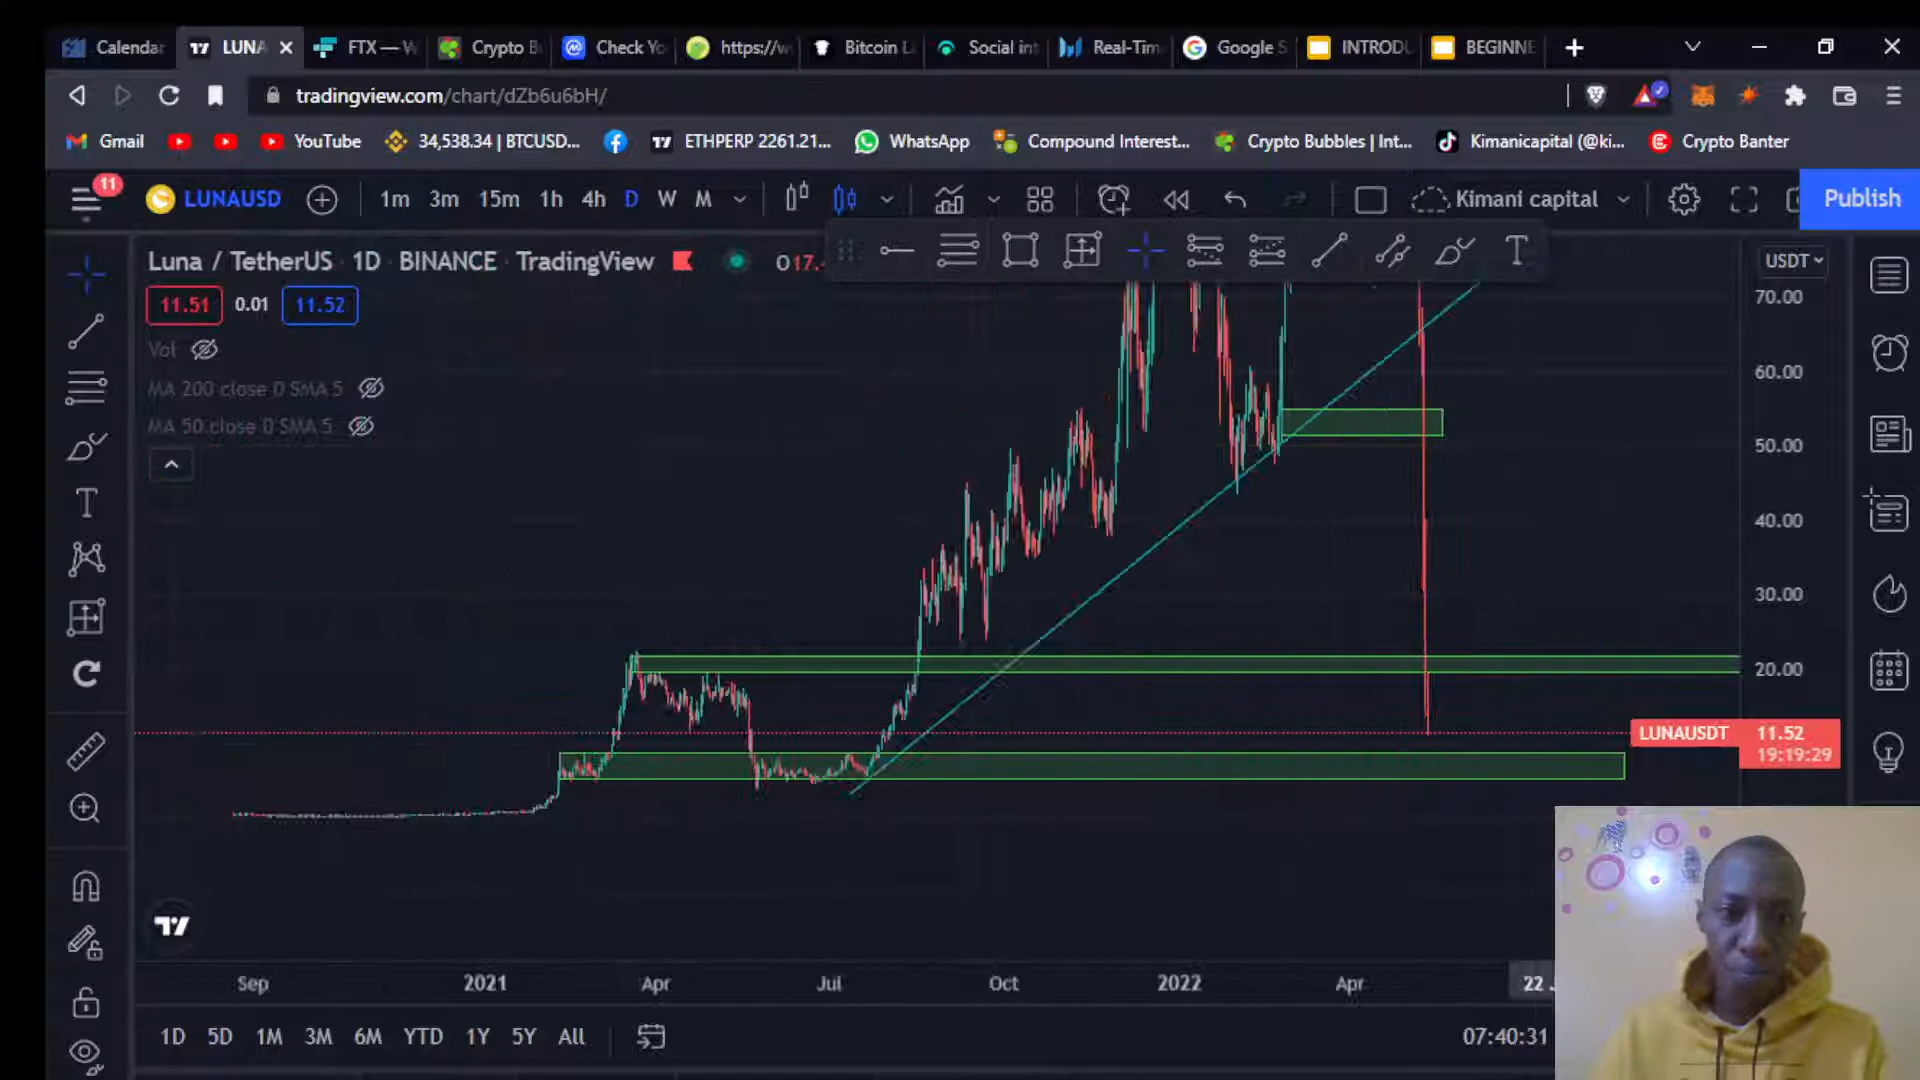 Calendar
LUNA
FTX — W
Crypto B
Check Yo
https://w
Bitcoin L
Social in
Real-Tim
Google S
INTRODU
BEGINNE
tradingview.com/chart/dZb6u6bH/
Gmail
YouTube
34,538.34 | BTCUSD...
ETHPERP 2261.21...
WhatsApp
Compound Interest...
Crypto Bubbles | Int...
Kimanicapital (@ki...
Crypto Banter
11
LUNAUSD
1m 3m 15m 1h 4h D W M
Kimani capital
Publish
Luna / TetherUS 1D BINANCE TradingView
O17.4
USDT
11.51 0.01 11.52
Vol
MA 200 close 0 SMA 5
MA 50 close 0 SMA 5
70.00
60.00
50.00
40.00
30.00
20.00
LUNAUSDT 11.52
19:19:29
Sep 2021 Apr Jul Oct 2022 Apr 22 J
1D 5D 1M 3M 6M YTD 1Y 5Y All
07:40:31